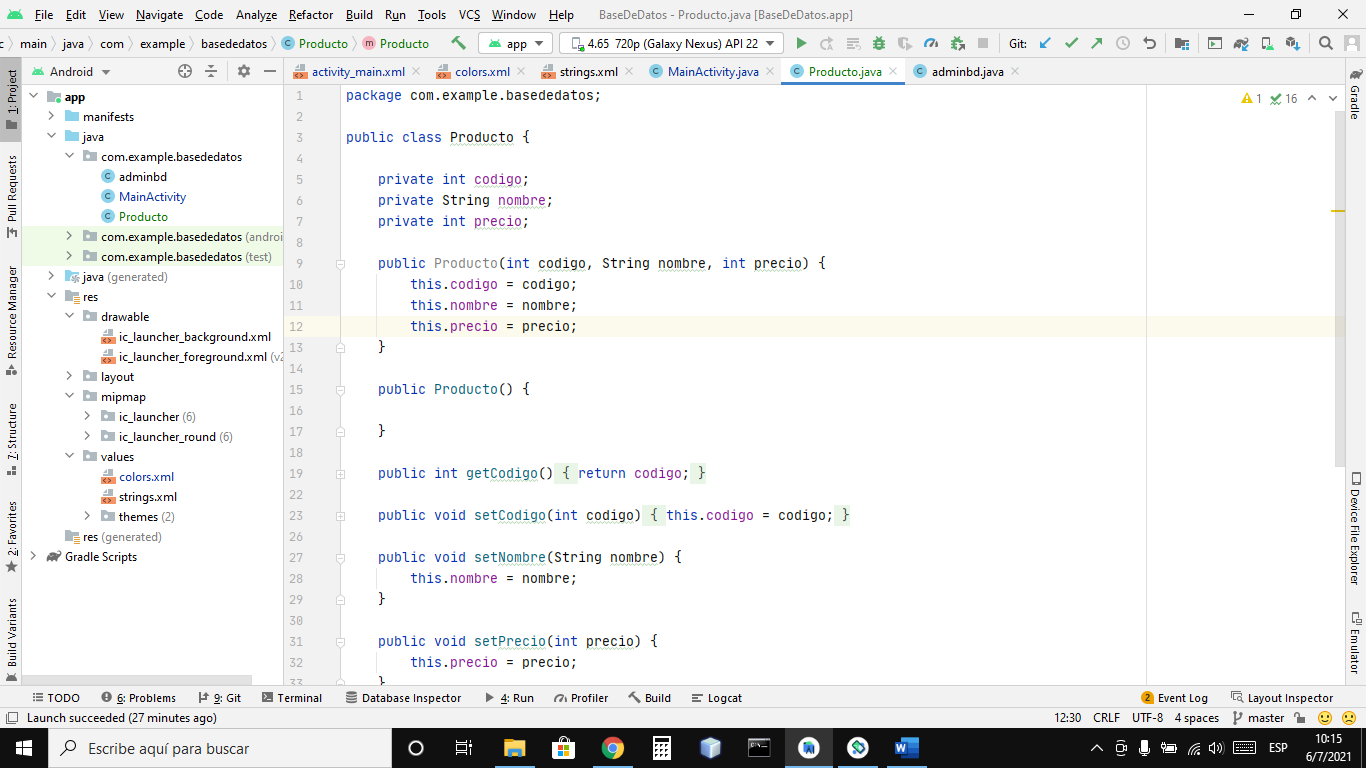 File Edit View Navigate Code Analyze Refactor Build Run Tools VCS Window Help BaseDeDatos - Producto.java [BaseDeDatos.app]
main java com example basededatos Producto Producto app 4.65 720p (Galaxy Nexus) API 22 Git:
Android activity_main.xml colors.xml strings.xml MainActivity.java Producto.java adminbd.java
1: Project
Pull Requests
Resource Manager
7: Structure
2: Favorites
Build Variants
app
manifests
java
com.example.basededatos
adminbd
MainActivity
Producto
com.example.basededatos (androi
com.example.basededatos (test)
java (generated)
res
drawable
ic_launcher_background.xml
ic_launcher_foreground.xml (v2
layout
mipmap
ic_launcher (6)
ic_launcher_round (6)
values
colors.xml
strings.xml
themes (2)
res (generated)
Gradle Scripts
1 package com.example.basededatos;
2
3 public class Producto {
4
5 private int codigo;
6 private String nombre;
7 private int precio;
8
9 public Producto(int codigo, String nombre, int precio) {
10 this.codigo = codigo;
11 this.nombre = nombre;
12 this.precio = precio;
13 }
14
15 public Producto() {
16
17 }
18
19 public int getCodigo() { return codigo; }
22
23 public void setCodigo(int codigo) { this.codigo = codigo; }
26
27 public void setNombre(String nombre) {
28 this.nombre = nombre;
29 }
30
31 public void setPrecio(int precio) {
32 this.precio = precio;
33 }
1 16
Gradle
Device File Explorer
Emulator
TODO 6: Problems 9: Git Terminal Database Inspector 4: Run Profiler Build Logcat 2 Event Log Layout Inspector
Launch succeeded (27 minutes ago) 12:30 CRLF UTF-8 4 spaces master
Escribe aquí para buscar ESP 10:15
6/7/2021